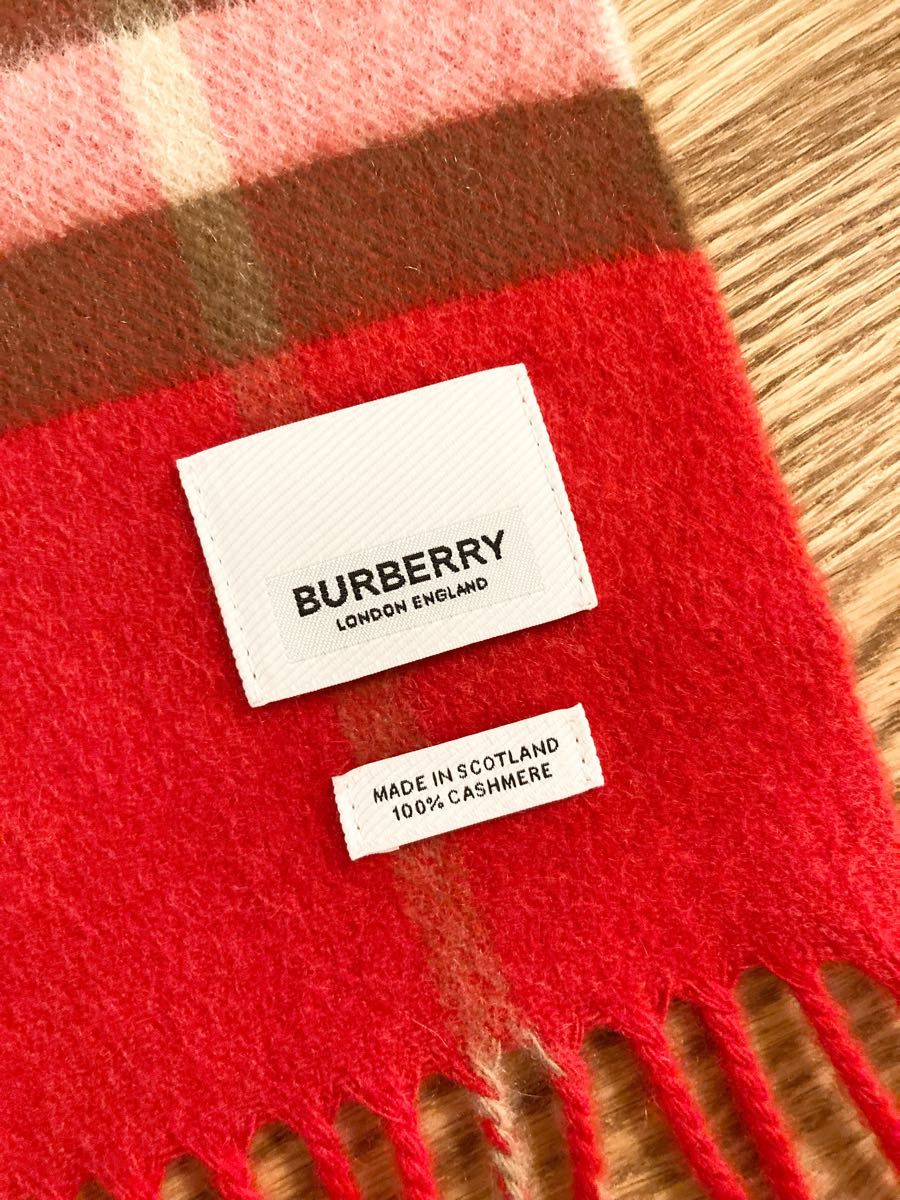 BURBERRY
LONDON ENGLAND
MADE IN SCOTLAND
100% CASHMERE